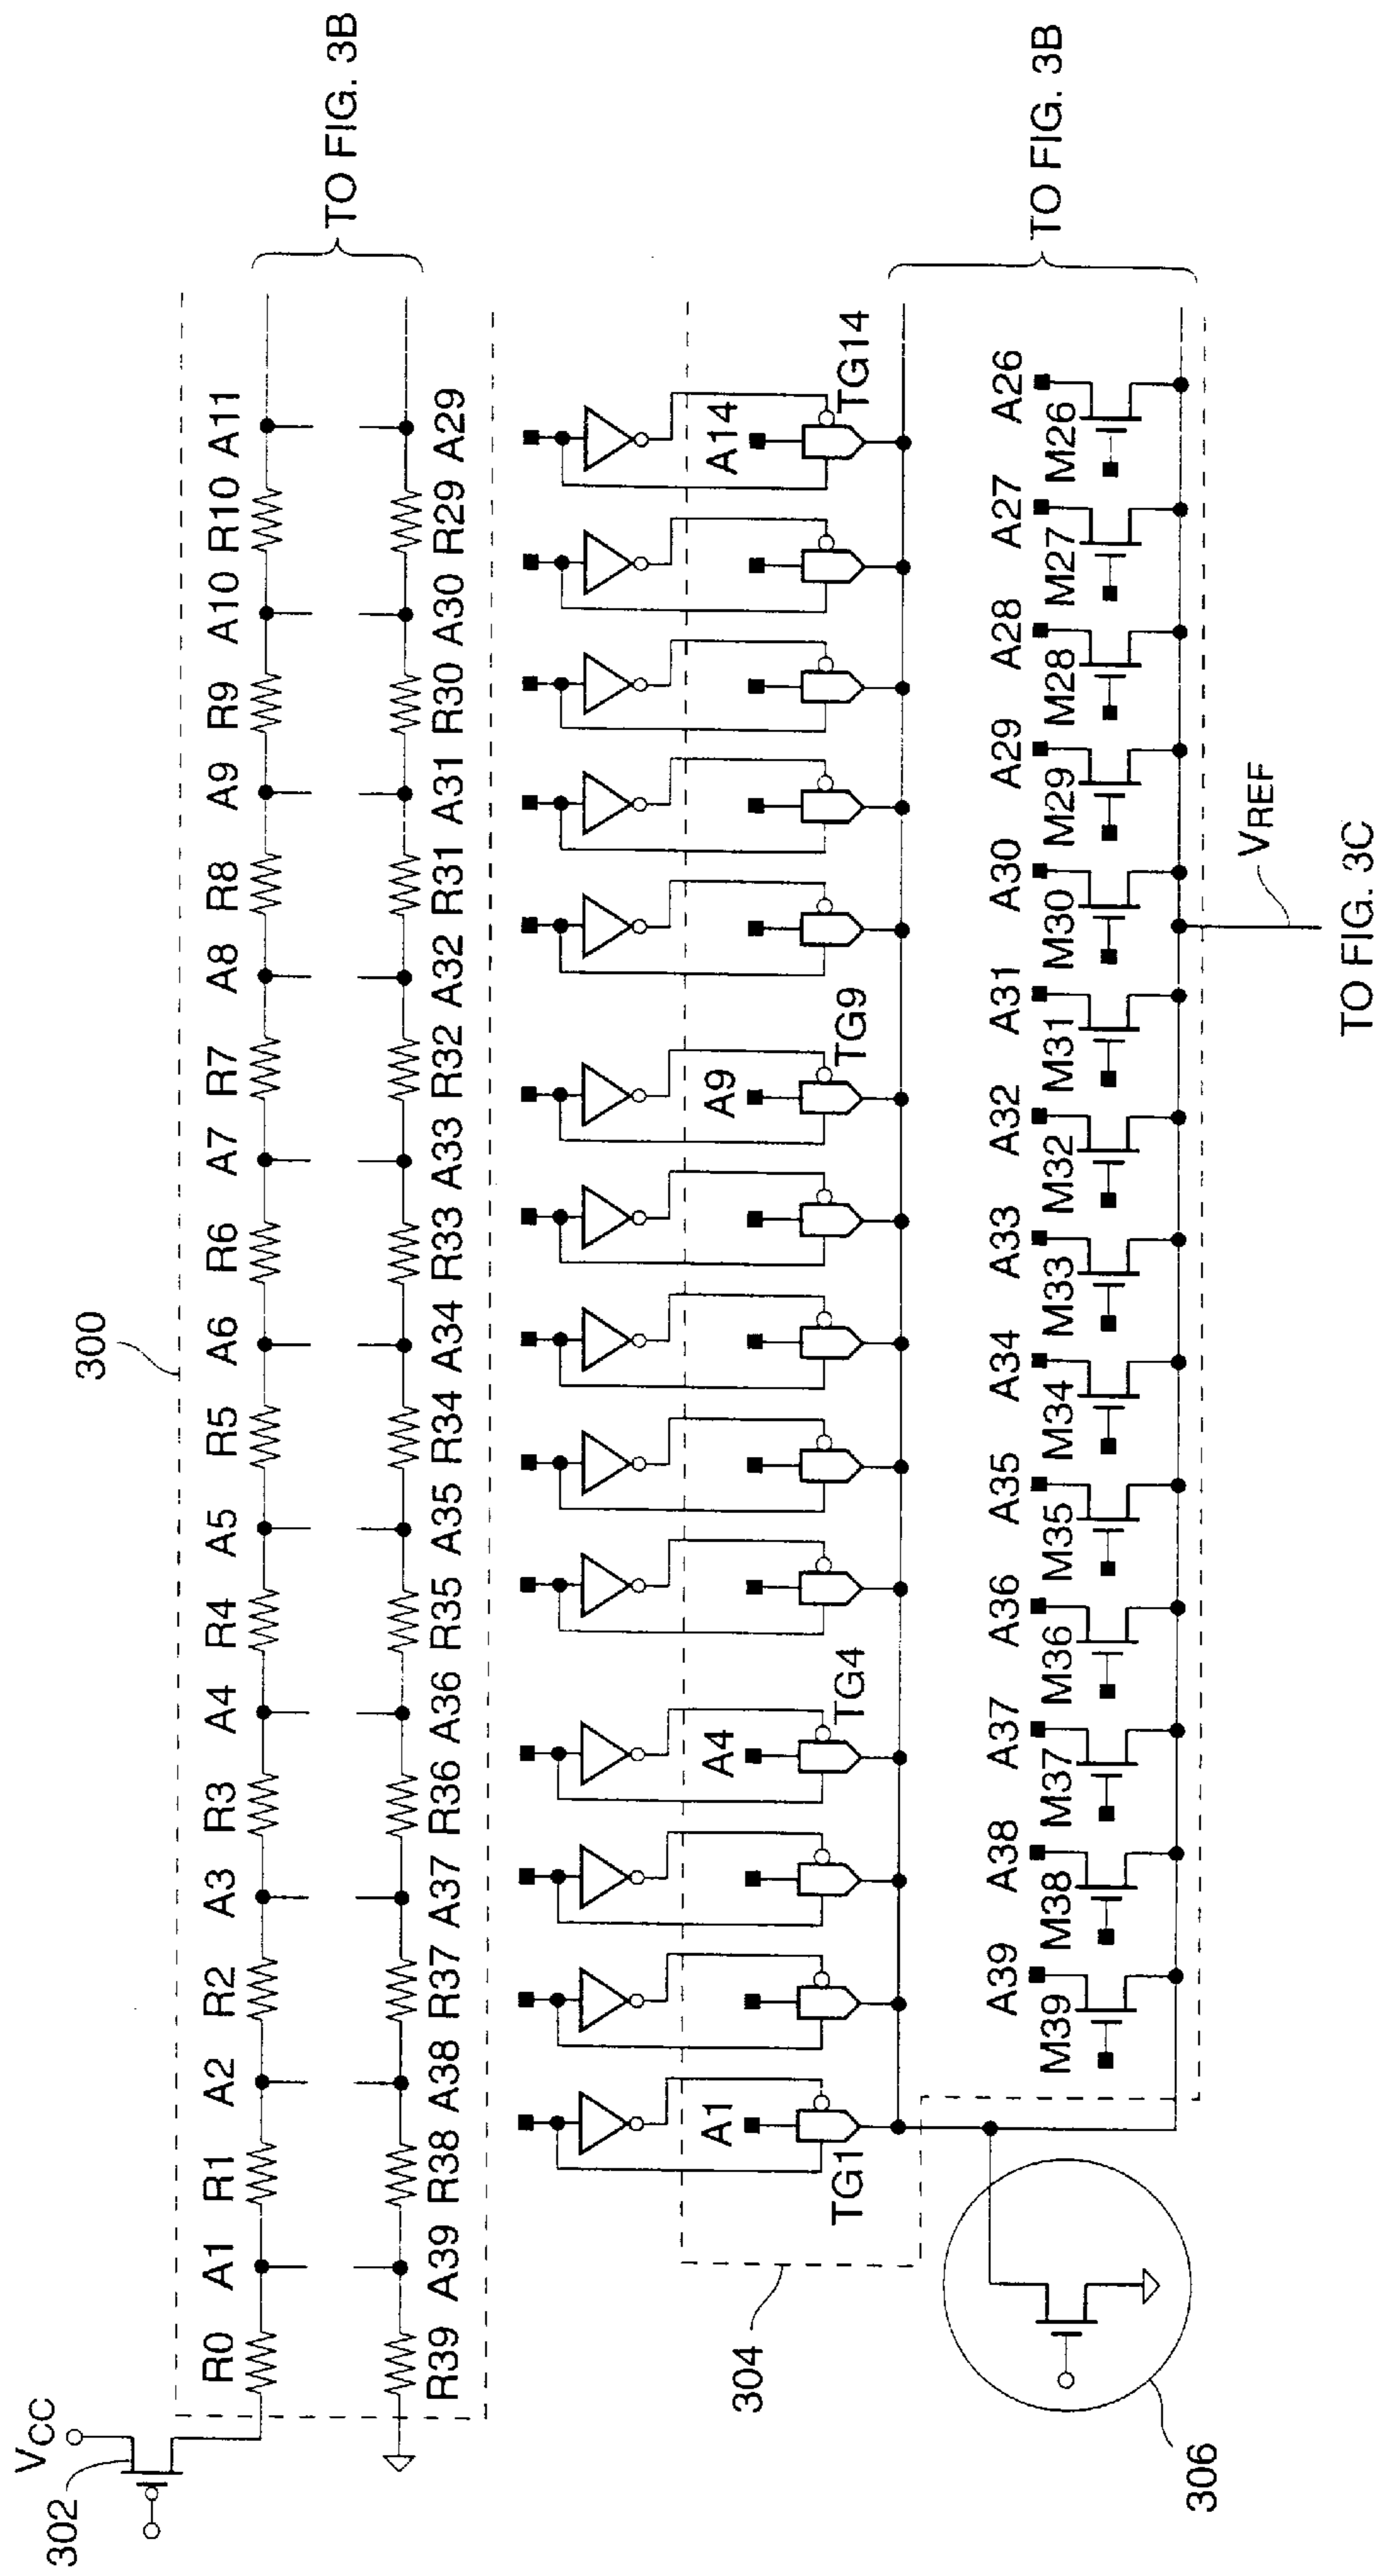 VCC
302
300
R0 A1 R1 A2 R2 A3 R3 A4 R4 A5 R5 A6 R6 A7 R7 A8 R8 A9 R9 A10 R10 A11
TO FIG. 3B
R39 A39 R38 A38 R37 A37 R36 A36 R35 A35 R34 A34 R33 A33 R32 A32 R31 A31 R30 A30 R29 A29
304
A1 A4 A9 A14
TG1 TG4 TG9 TG14
TO FIG. 3B
306
A39 A38 A37 A36 A35 A34 A33 A32 A31 A30 A29 A28 A27 A26
M39 M38 M37 M36 M35 M34 M33 M32 M31 M30 M29 M28 M27 M26
VREF
TO FIG. 3C